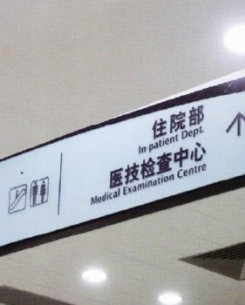 住院部
In-patient Dept.
医技检查中心
Medical Examination Centre